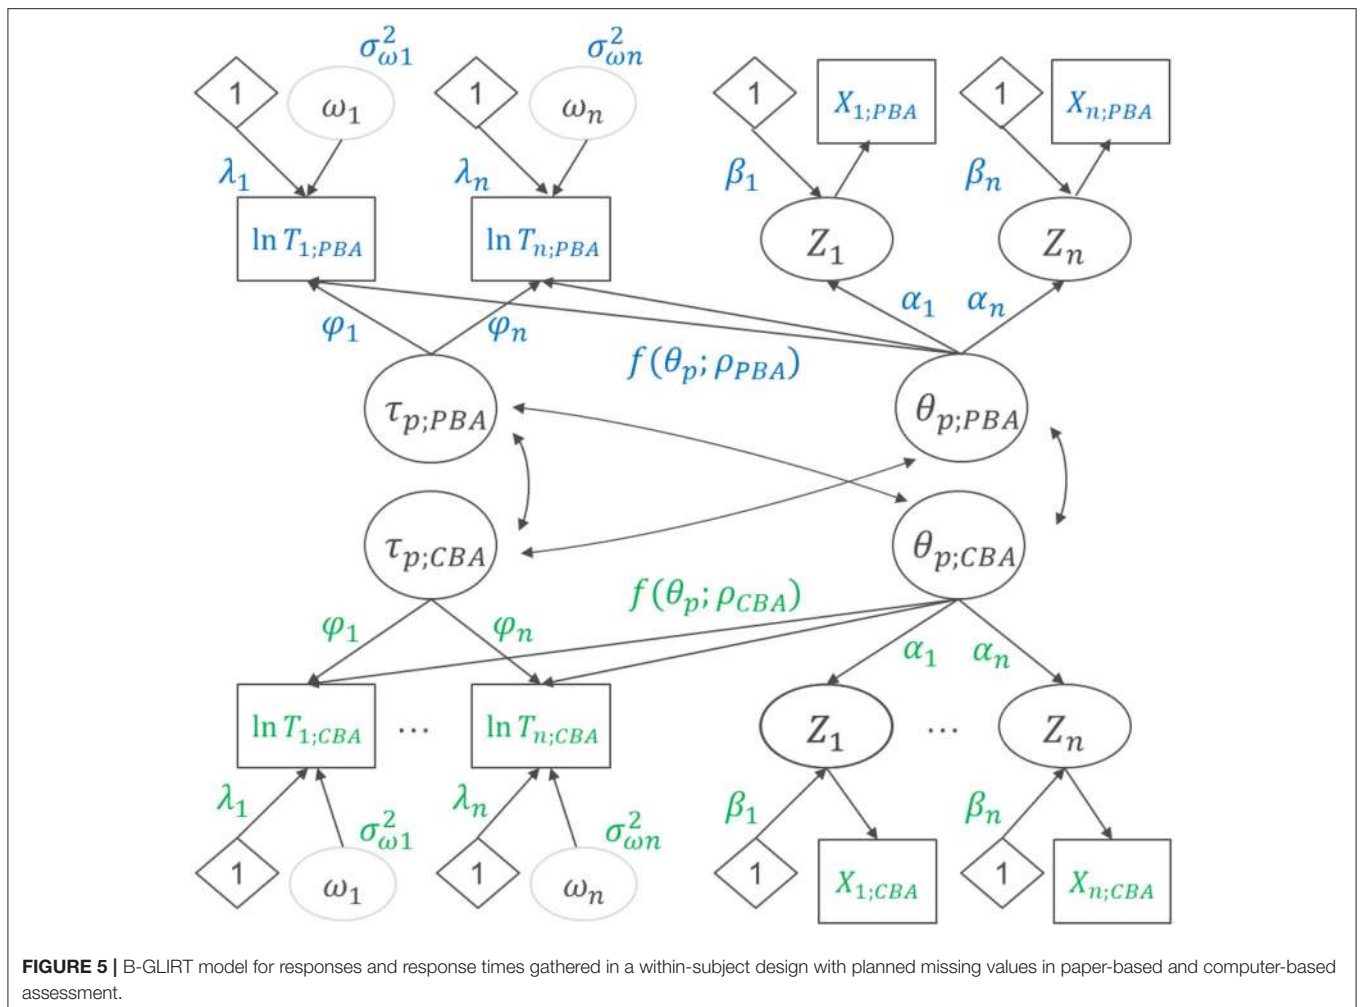 σ²ω1 σ²ωn
1 ω1 1 ωn 1 X1;PBA 1 Xn;PBA
λ1 λn β1 βn
ln T1;PBA ln Tn;PBA Z1 Zn
α1 αn
φ1 φn
f(θp; ρPBA)
τp;PBA θp;PBA
τp;CBA θp;CBA
f(θp; ρCBA)
φ1 φn
α1 αn
ln T1;CBA ... ln Tn;CBA Z1 ... Zn
λ1 λn β1 βn
σ²ω1 σ²ωn
1 ω1 1 ωn 1 X1;CBA 1 Xn;CBA
FIGURE 5 | B-GLIRT model for responses and response times gathered in a within-subject design with planned missing values in paper-based and computer-based
assessment.